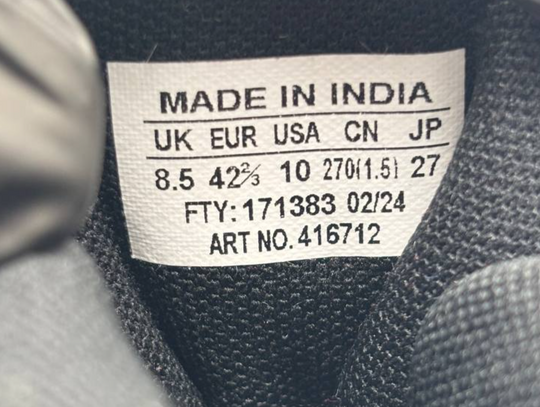 MADE IN INDIA
UK EUR USA CN JP
8.5 42⅔ 10 270(1.5) 27
FTY: 171383 02/24
ART NO. 416712